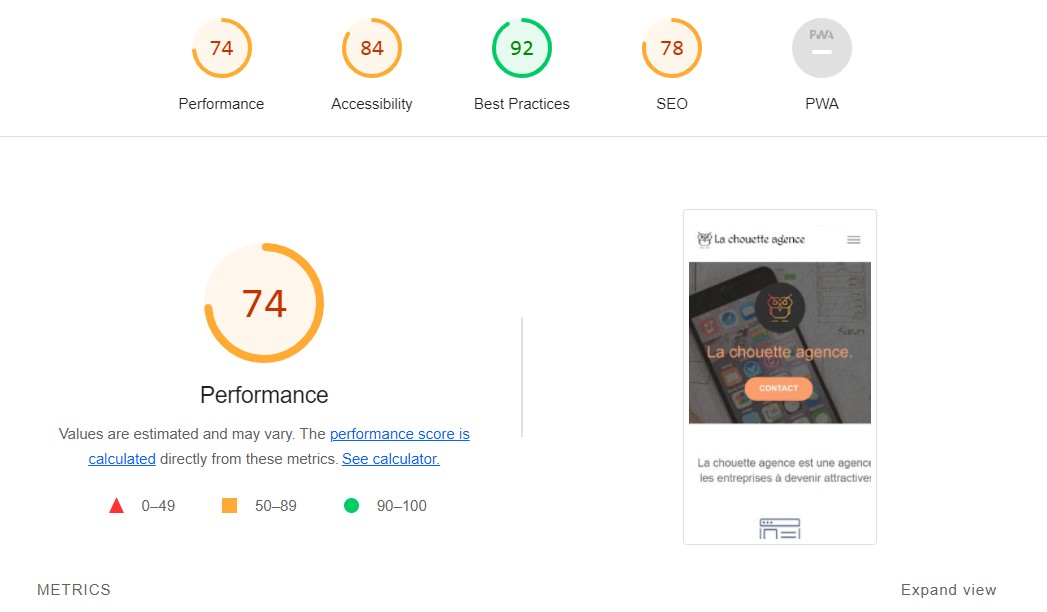 74
84
92
78
PWA
Performance
Accessibility
Best Practices
SEO
PWA
74
Performance
Values are estimated and may vary. The performance score is
calculated directly from these metrics. See calculator.
0–49
50–89
90–100
La chouette agence
La chouette agence.
CONTACT
La chouette agence est une agence
les entreprises à devenir attractives
METRICS
Expand view